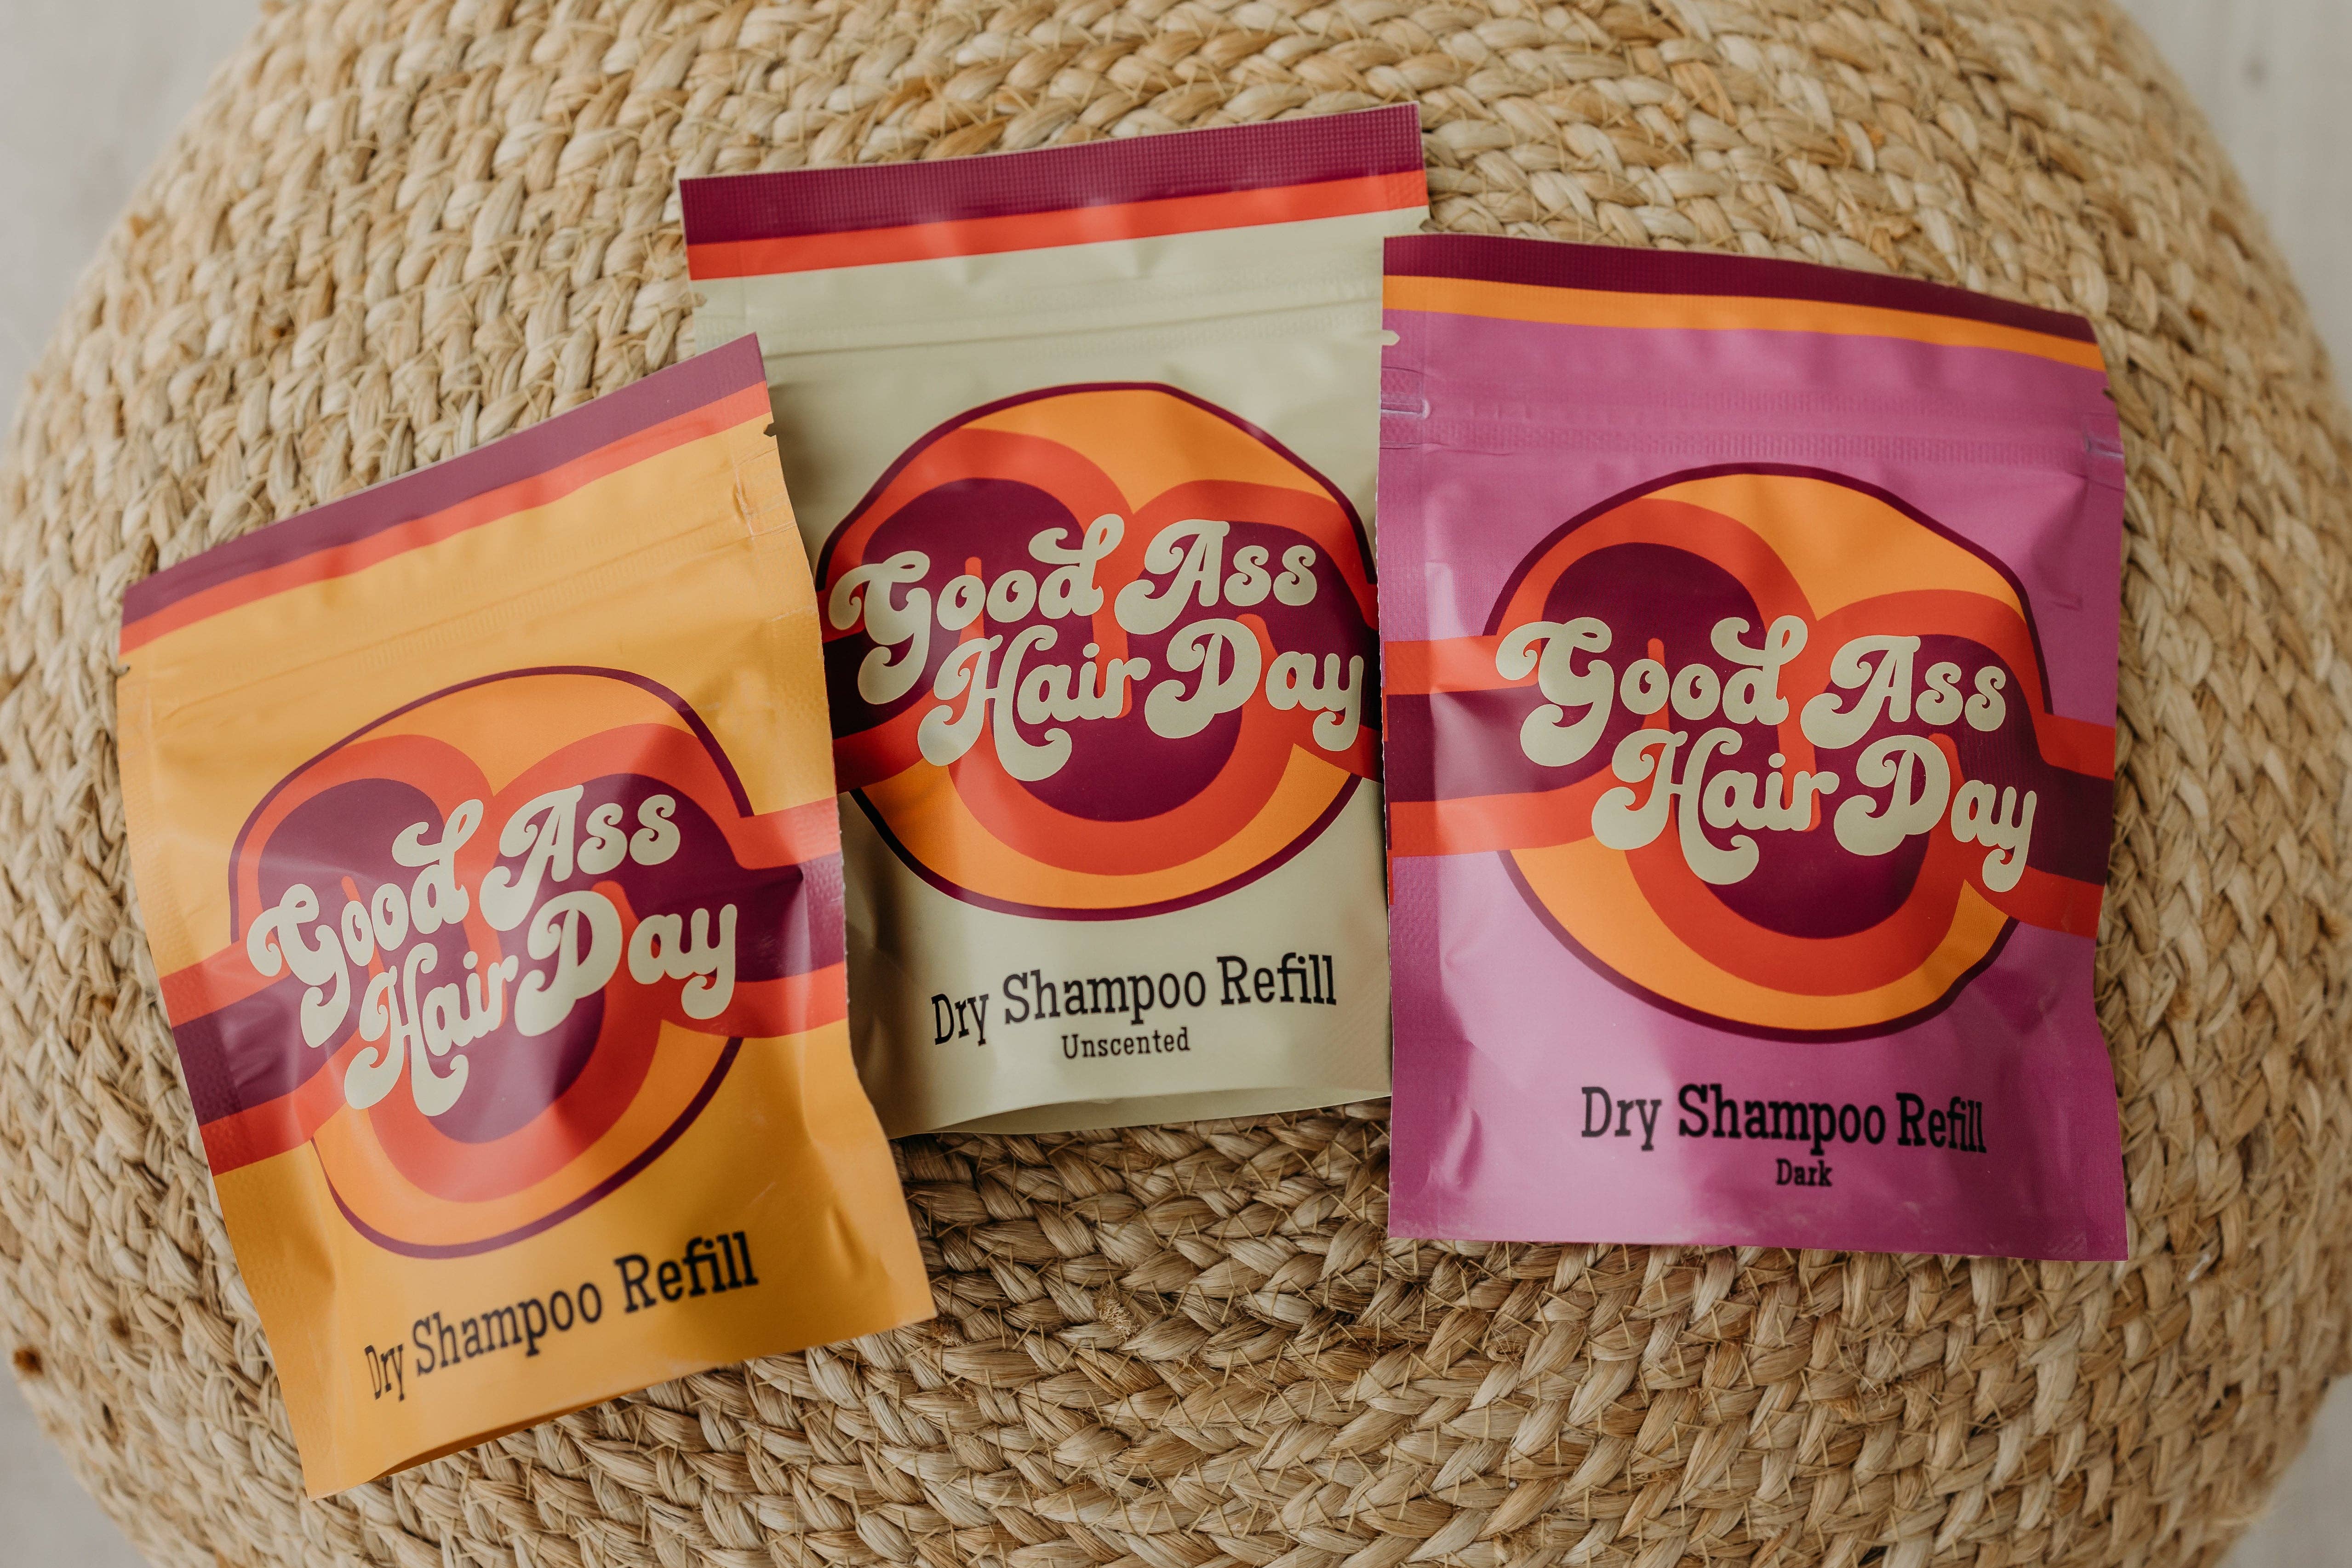 Good Ass
Hair Day
Dry Shampoo Refill
Good Ass
Hair Day
Dry Shampoo Refill
Unscented
Good Ass
Hair Day
Dry Shampoo Refill
Dark